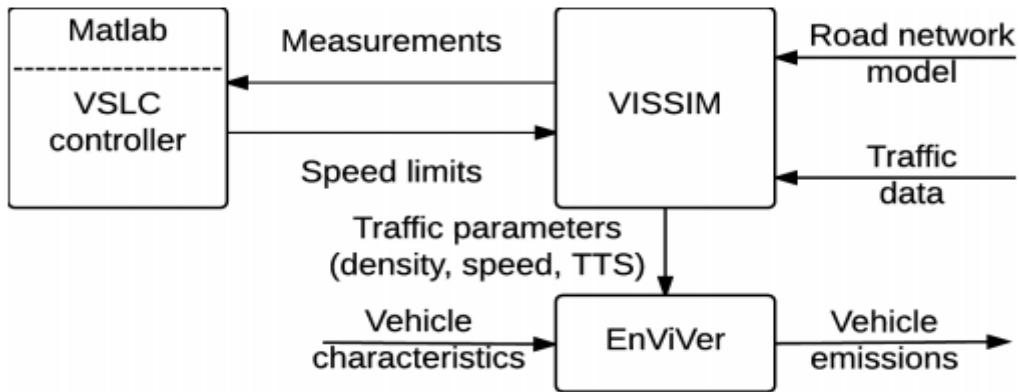 Matlab
VSLC
controller
Measurements
Speed limits
VISSIM
Road network
model
Traffic
data
Traffic parameters
(density, speed, TTS)
Vehicle
characteristics
EnViVer
Vehicle
emissions